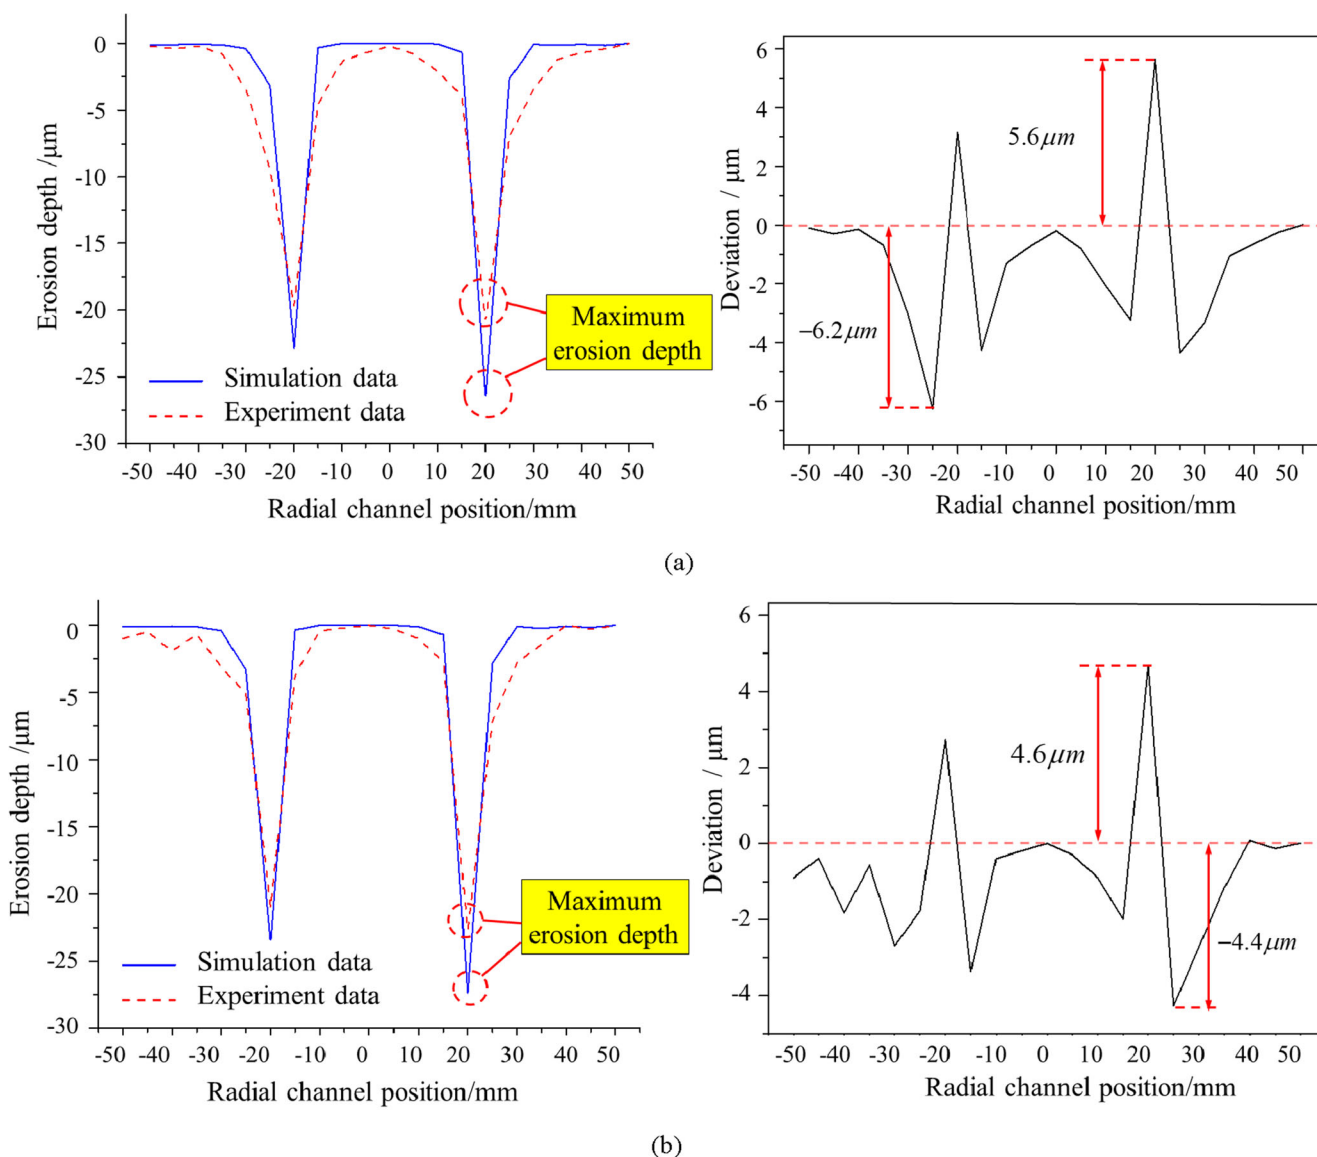 0
-5
-10
-15
-20
-25
-30
Erosion depth /μm
Simulation data
Experiment data
Maximum
erosion depth
-50 -40 -30 -20 -10 0 10 20 30 40 50
Radial channel position/mm
6
4
2
0
-2
-4
-6
Deviation / μm
5.6μm
−6.2μm
-50 -40 -30 -20 -10 0 10 20 30 40 50
Radial channel position/mm
(a)
0
-5
-10
-15
-20
-25
-30
Erosion depth /μm
Simulation data
Experiment data
Maximum
erosion depth
-50 -40 -30 -20 -10 0 10 20 30 40 50
Radial channel position/mm
6
4
2
0
-2
-4
Deviation / μm
4.6μm
−4.4μm
-50 -40 -30 -20 -10 0 10 20 30 40 50
Radial channel position/mm
(b)